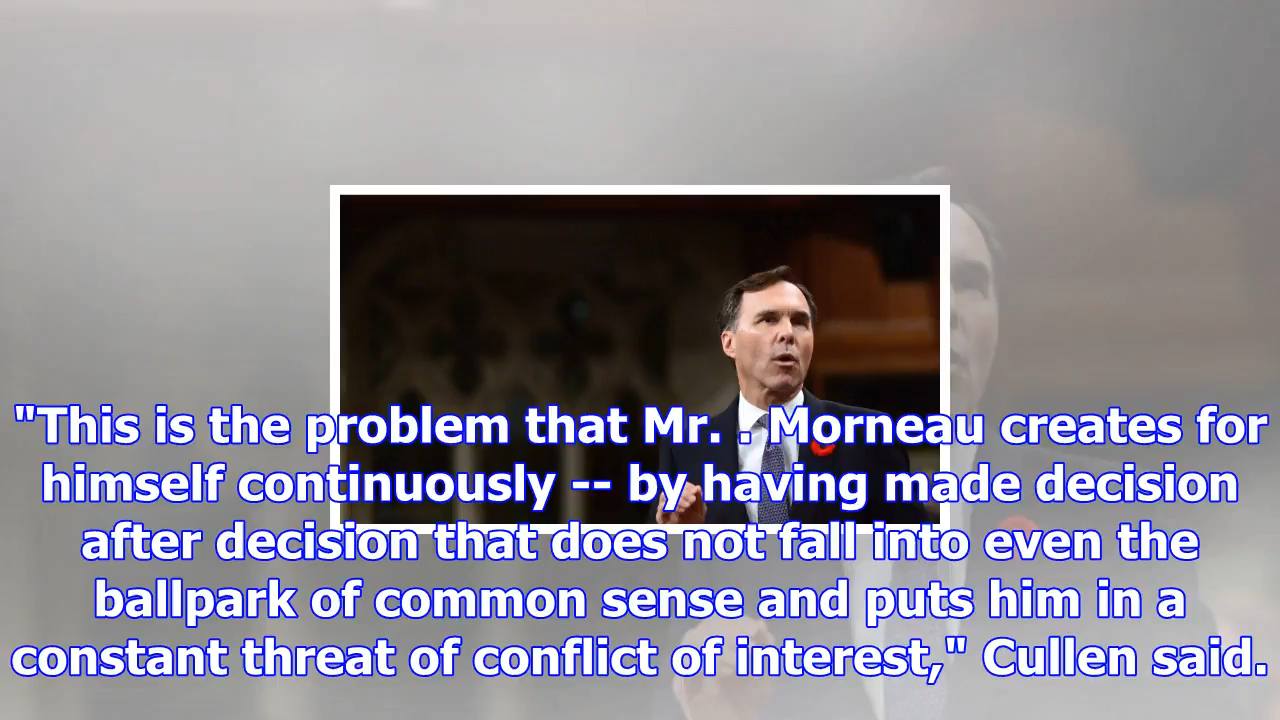 "This is the problem that Mr. . Morneau creates for
himself continuously -- by having made decision
after decision that does not fall into even the
ballpark of common sense and puts him in a
constant threat of conflict of interest," Cullen said.